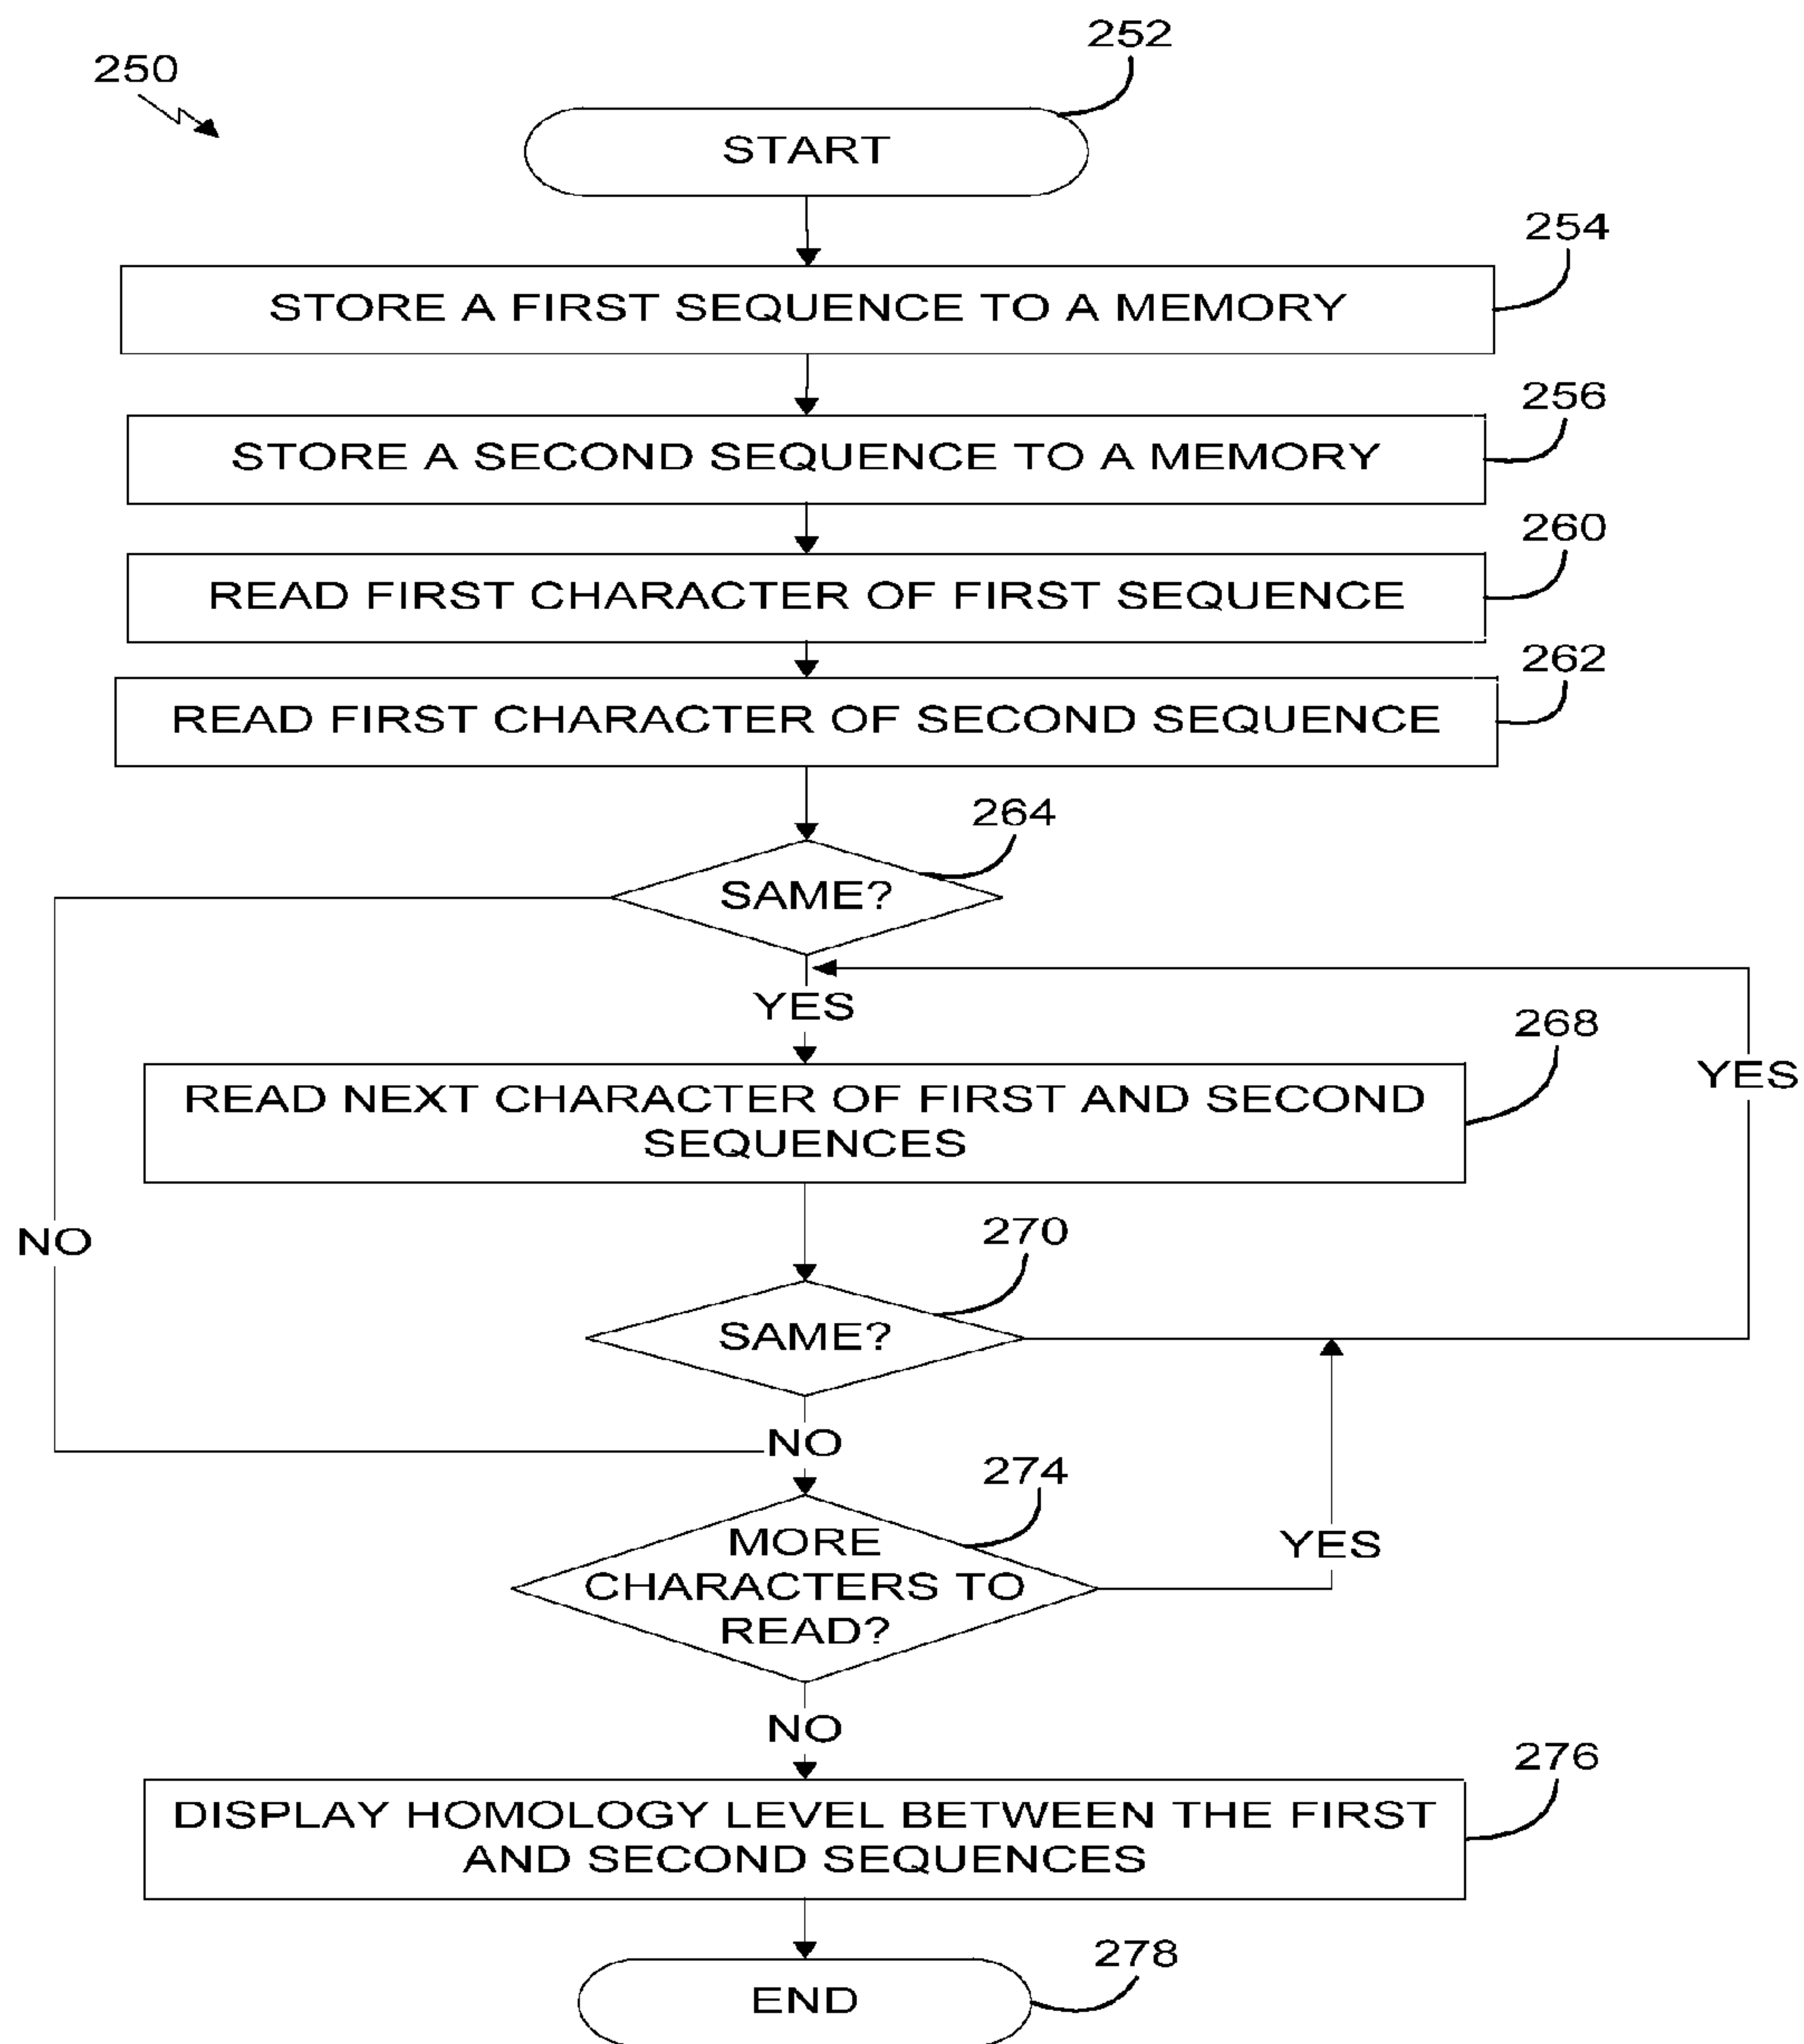 252
250
START
254
STORE A FIRST SEQUENCE TO A MEMORY
256
STORE A SECOND SEQUENCE TO A MEMORY
260
READ FIRST CHARACTER OF FIRST SEQUENCE
262
READ FIRST CHARACTER OF SECOND SEQUENCE
264
SAME?
YES
268
YES
READ NEXT CHARACTER OF FIRST AND SECOND
SEQUENCES
NO
270
SAME?
NO
274
MORE
CHARACTERS TO
READ?
YES
NO
276
DISPLAY HOMOLOGY LEVEL BETWEEN THE FIRST
AND SECOND SEQUENCES
278
END